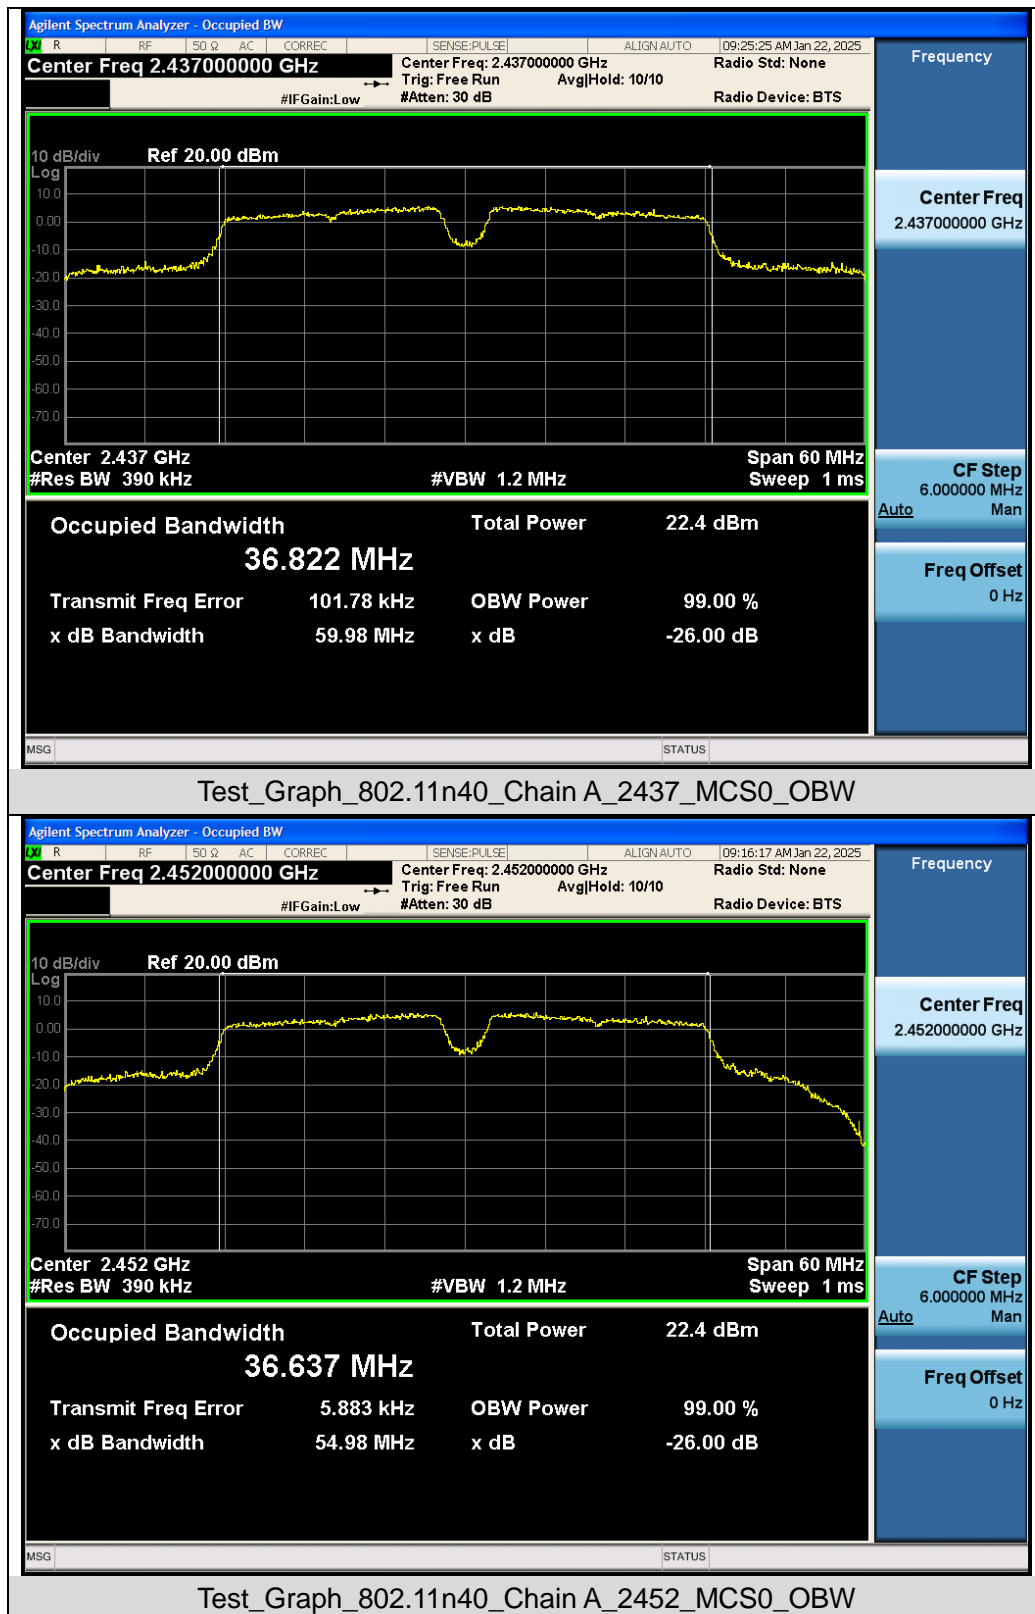 Agilent Spectrum Analyzer - Occupied BW
LXI R RF 50 Ω AC CORREC SENSE:PULSE ALIGN AUTO 09:25:25 AM Jan 22, 2025
Center Freq 2.437000000 GHz
Center Freq: 2.437000000 GHz
Radio Std: None
Trig: Free Run Avg|Hold: 10/10
#IFGain:Low #Atten: 30 dB Radio Device: BTS
Frequency
10 dB/div Ref 20.00 dBm
Log
10.0
0.00
-10.0
-20.0
-30.0
-40.0
-50.0
-60.0
-70.0
Center 2.437 GHz Span 60 MHz
#Res BW 390 kHz #VBW 1.2 MHz Sweep 1 ms
Center Freq
2.437000000 GHz
CF Step
6.000000 MHz
Auto Man
Freq Offset
0 Hz
Occupied Bandwidth Total Power 22.4 dBm
36.822 MHz
Transmit Freq Error 101.78 kHz OBW Power 99.00 %
x dB Bandwidth 59.98 MHz x dB -26.00 dB
MSG STATUS
Test_Graph_802.11n40_Chain A_2437_MCS0_OBW
Agilent Spectrum Analyzer - Occupied BW
LXI R RF 50 Ω AC CORREC SENSE:PULSE ALIGN AUTO 09:16:17 AM Jan 22, 2025
Center Freq 2.452000000 GHz
Center Freq: 2.452000000 GHz
Radio Std: None
Trig: Free Run Avg|Hold: 10/10
#IFGain:Low #Atten: 30 dB Radio Device: BTS
Frequency
10 dB/div Ref 20.00 dBm
Log
10.0
0.00
-10.0
-20.0
-30.0
-40.0
-50.0
-60.0
-70.0
Center 2.452 GHz Span 60 MHz
#Res BW 390 kHz #VBW 1.2 MHz Sweep 1 ms
Center Freq
2.452000000 GHz
CF Step
6.000000 MHz
Auto Man
Freq Offset
0 Hz
Occupied Bandwidth Total Power 22.4 dBm
36.637 MHz
Transmit Freq Error 5.883 kHz OBW Power 99.00 %
x dB Bandwidth 54.98 MHz x dB -26.00 dB
MSG STATUS
Test_Graph_802.11n40_Chain A_2452_MCS0_OBW